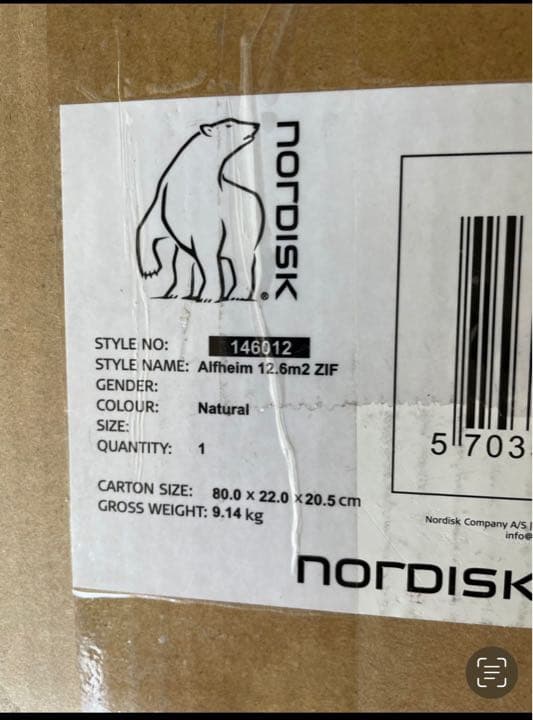 NORDISK
®
STYLE NO: 146012
STYLE NAME: Alfheim 12.6m2 ZIF
GENDER:
COLOUR: Natural
SIZE:
QUANTITY: 1
CARTON SIZE: 80.0 x 22.0 x 20.5 cm
GROSS WEIGHT: 9.14 kg
5 703
Nordisk Company A/S |
info@
NORDISK